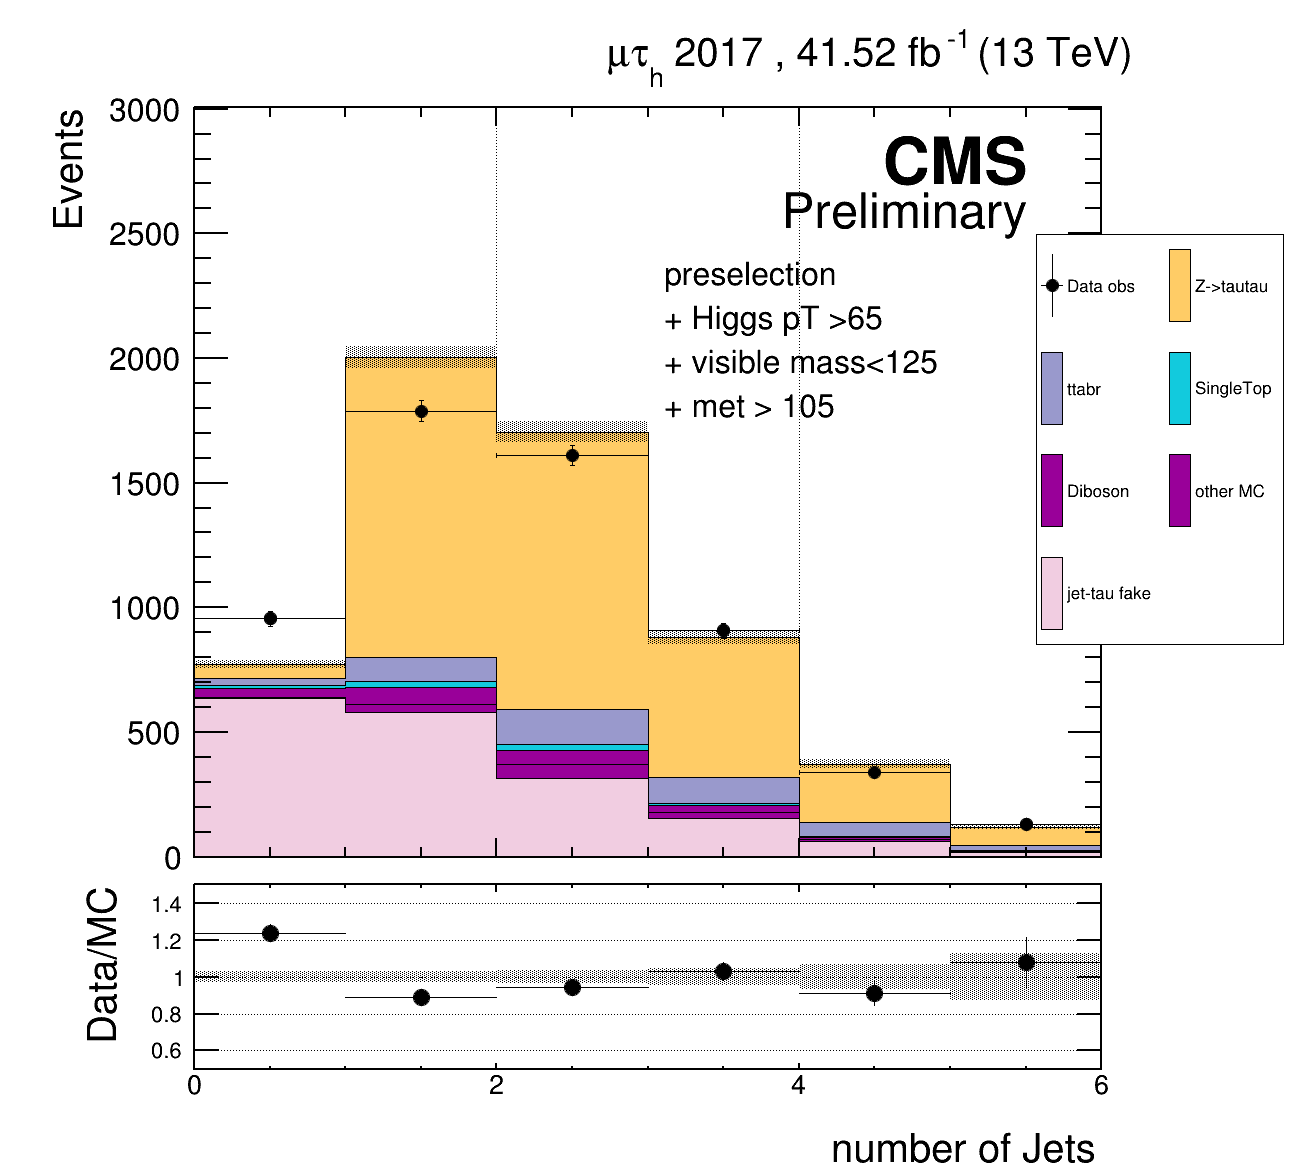 μτh 2017 , 41.52 fb-1 (13 TeV)
Events
3000
2500
2000
1500
1000
500
0
CMS
Preliminary
preselection
+ Higgs pT >65
+ visible mass<125
+ met > 105
Data obs
Z->tautau
ttabr
SingleTop
Diboson
other MC
jet-tau fake
Data/MC
1.4
1.2
1
0.8
0.6
0 2 4 6
number of Jets